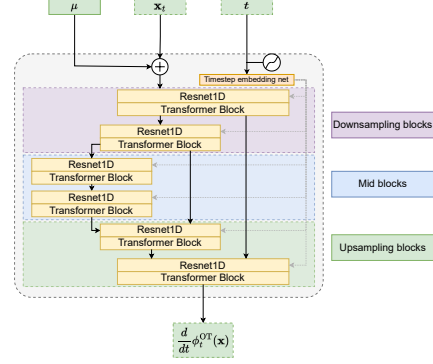 μ
x_t
t
+
Timestep embedding net
Resnet1D
Transformer Block
Resnet1D
Transformer Block
Downsampling blocks
Resnet1D
Transformer Block
Resnet1D
Transformer Block
Mid blocks
Resnet1D
Transformer Block
Resnet1D
Transformer Block
Upsampling blocks
d/dt φ_t^OT(x)